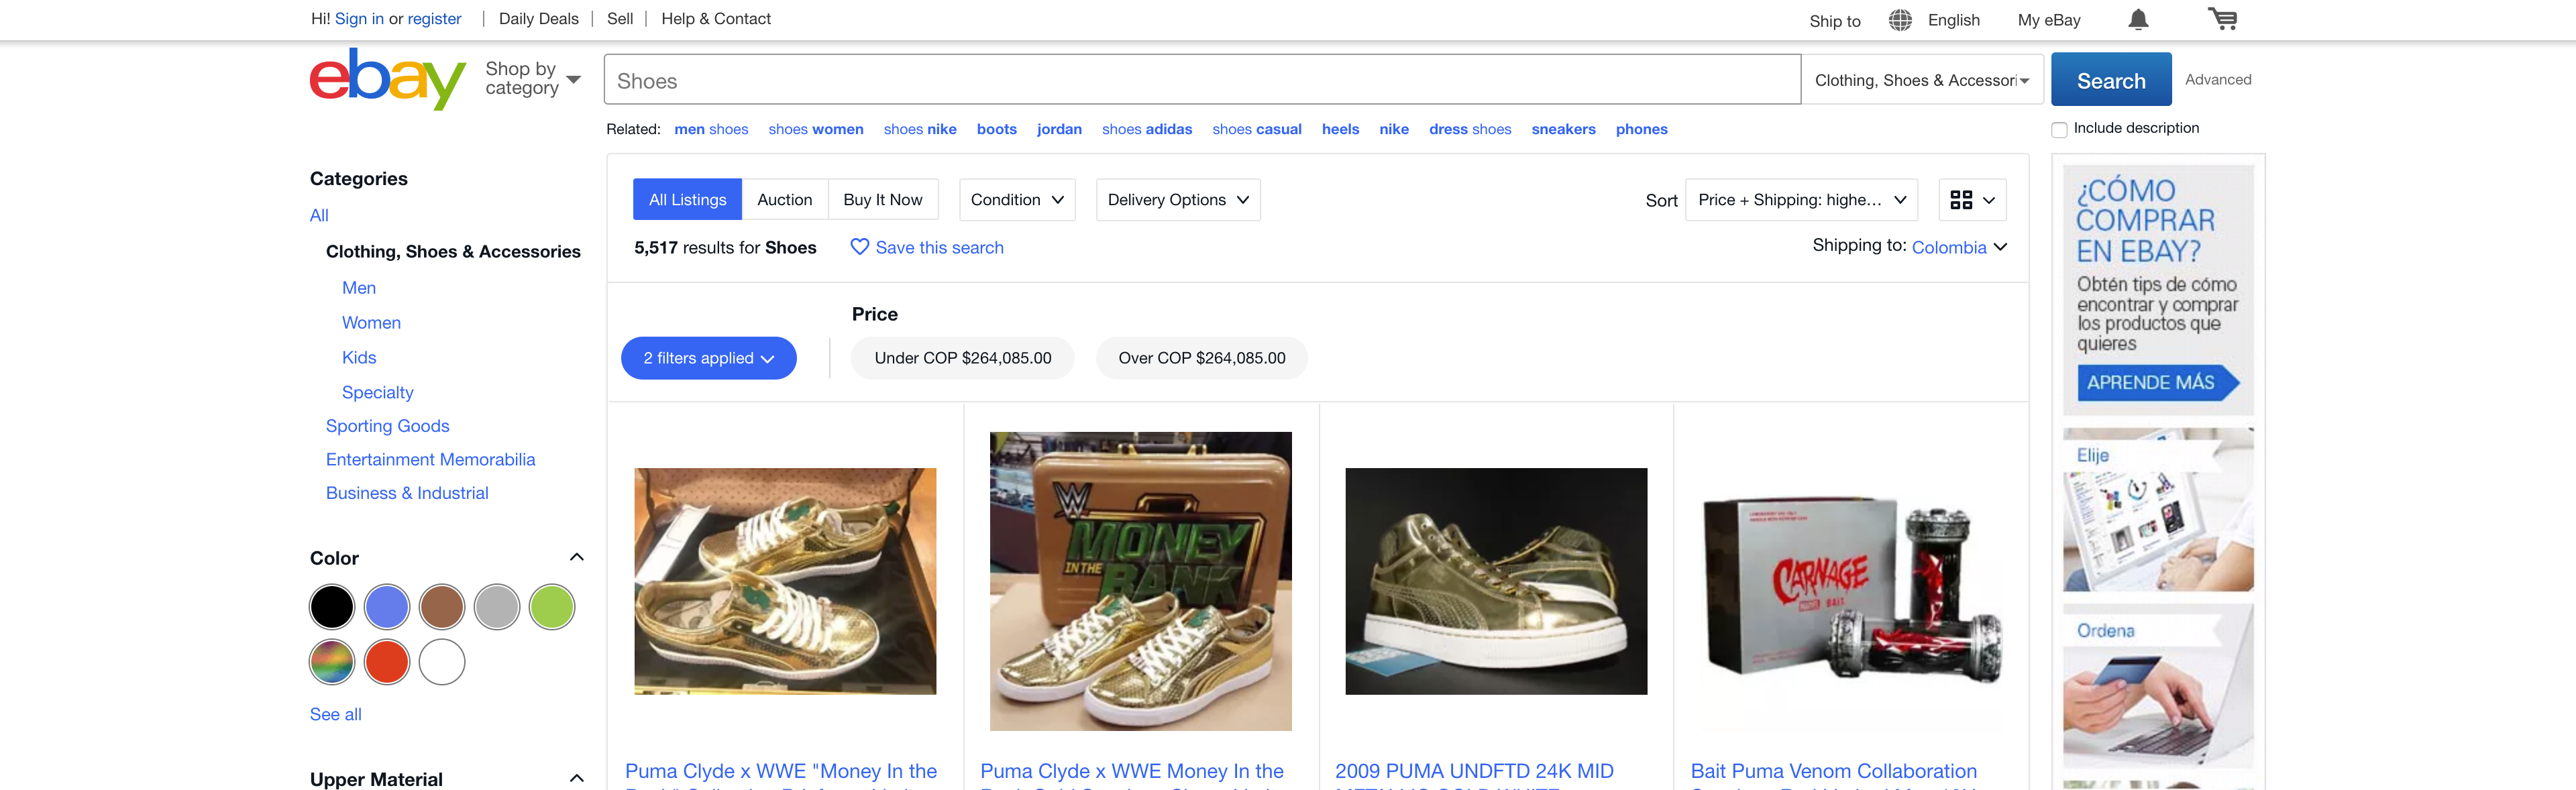 Hi! Sign in or register | Daily Deals | Sell | Help & Contact
Ship to English My eBay
ebay
Shop by
category
Shoes
Clothing, Shoes & Accessori
Search
Advanced
Related: men shoes shoes women shoes nike boots jordan shoes adidas shoes casual heels nike dress shoes sneakers phones
Include description
Categories
All
Clothing, Shoes & Accessories
Men
Women
Kids
Specialty
Sporting Goods
Entertainment Memorabilia
Business & Industrial
Color
See all
Upper Material
All Listings Auction Buy It Now Condition Delivery Options
Sort Price + Shipping: highe...
5,517 results for Shoes Save this search
Shipping to: Colombia
Price
2 filters applied Under COP $264,085.00 Over COP $264,085.00
MONEY
IN THE
BANK
CARNAGE
MARVEL BAIT
Puma Clyde x WWE "Money In the
Puma Clyde x WWE Money In the
2009 PUMA UNDFTD 24K MID
Bait Puma Venom Collaboration
¿CÓMO
COMPRAR
EN EBAY?
Obtén tips de cómo
encontrar y comprar
los productos que
quieres
APRENDE MÁS
Elije
Ordena